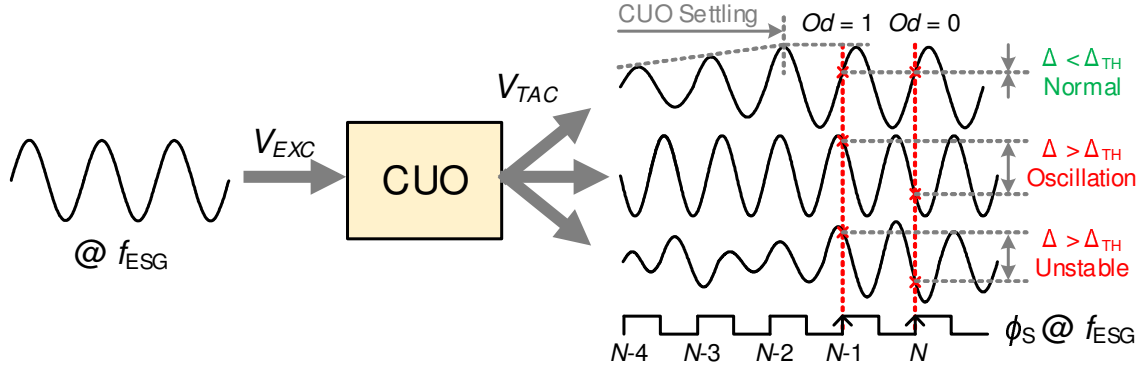 CUO Settling
Od = 1
Od = 0
Δ < ΔTH
Normal
VTAC
VEXC
CUO
Δ > ΔTH
Oscillation
@ fESG
Δ > ΔTH
Unstable
ϕS @ fESG
N-4
N-3
N-2
N-1
N